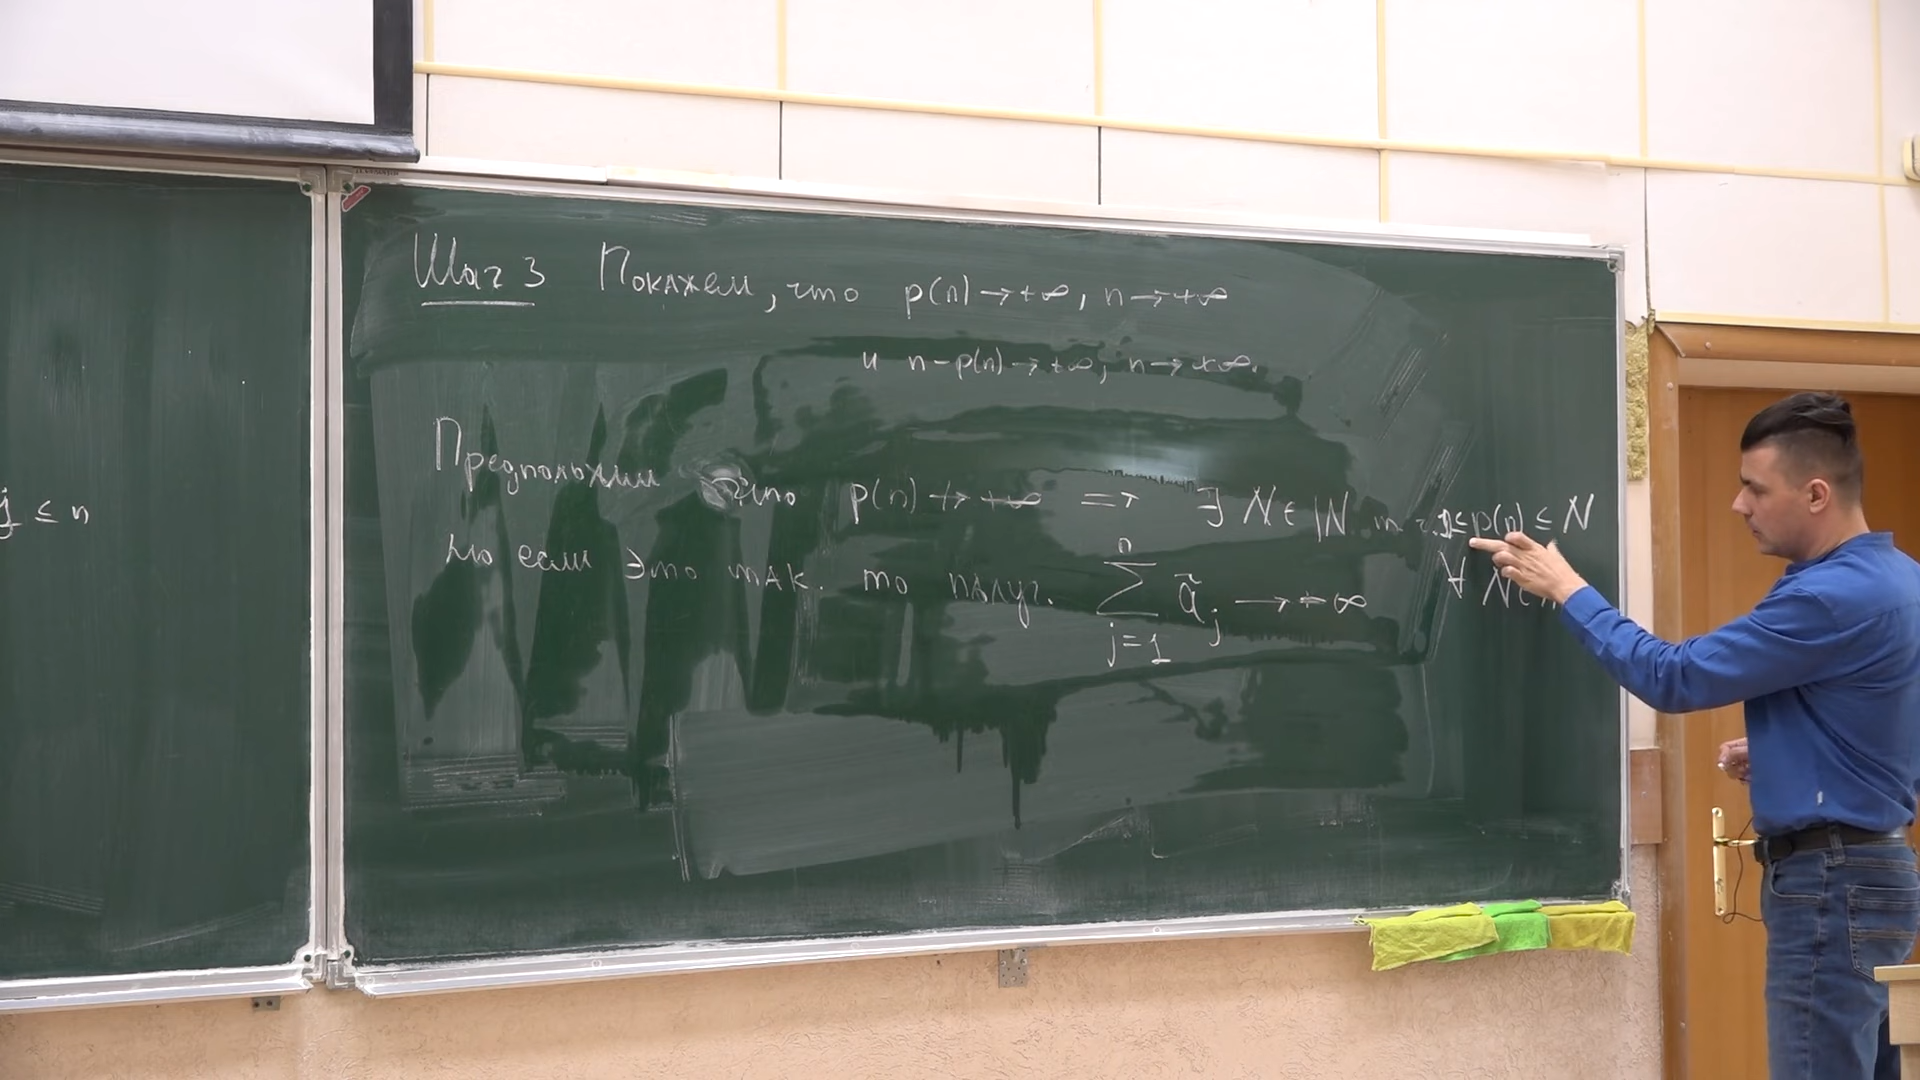 j ≤ n
Шаг 3 Покажем, что p(n) → +∞, n → +∞
и n - p(n) → +∞, n → +∞.
Предположим что p(n) ↛ +∞ ⇒ ∃ N ∈ ℕ т.ч. 1 ≤ p(n) ≤ N
∀ n ∈
но если это так. то получ. ∑_{j=1}^{n} ã_j → +∞